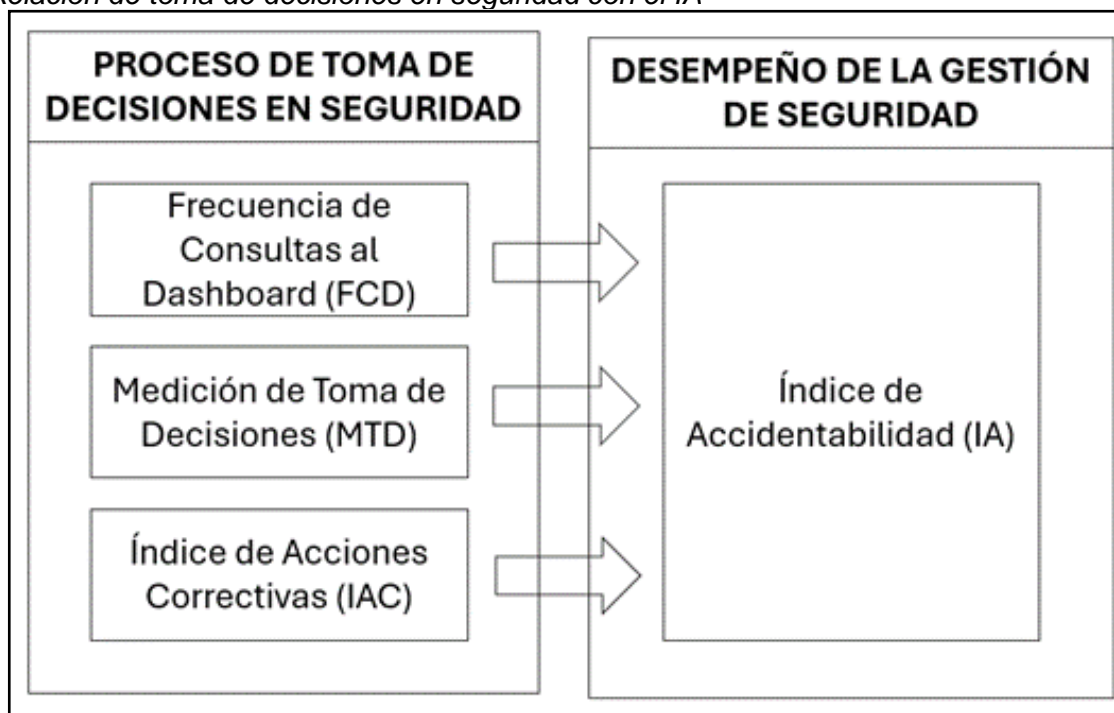 Relación de toma de decisiones en seguridad con el IA
PROCESO DE TOMA DE
DECISIONES EN SEGURIDAD
Frecuencia de
Consultas al
Dashboard (FCD)
Medición de Toma de
Decisiones (MTD)
Índice de Acciones
Correctivas (IAC)
DESEMPEÑO DE LA GESTIÓN
DE SEGURIDAD
Índice de
Accidentabilidad (IA)